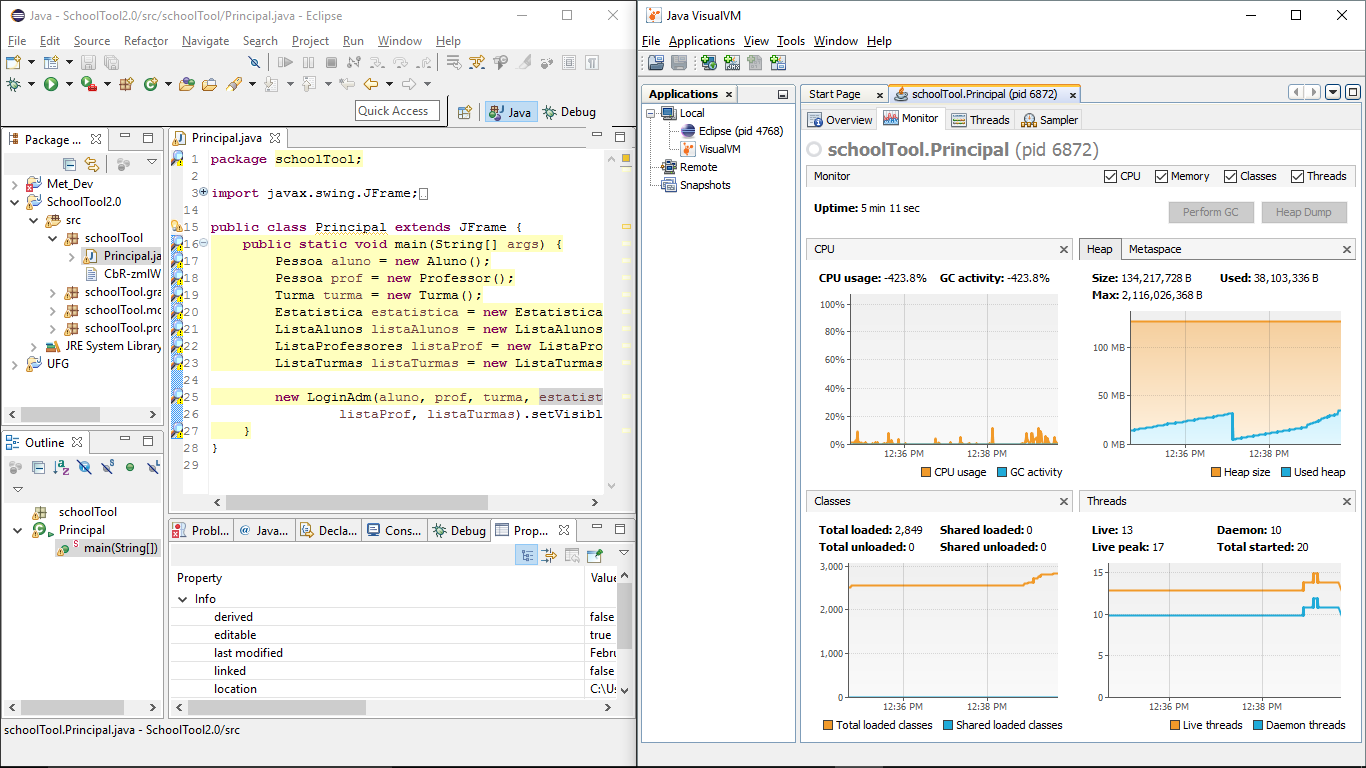 Java - SchoolTool2.0/src/schoolTool/Principal.java - Eclipse
File Edit Source Refactor Navigate Search Project Run Window Help
Quick Access
Java
Debug
Package ...
Met_Dev
SchoolTool2.0
src
schoolTool
Principal.ja
CbR-zmlW
schoolTool.gra
schoolTool.mc
schoolTool.pro
JRE System Library
UFG
Outline
schoolTool
Principal
main(String[])
Principal.java
1 package schoolTool;
2
3 import javax.swing.JFrame;
14
15 public class Principal extends JFrame {
16 public static void main(String[] args) {
17 Pessoa aluno = new Aluno();
18 Pessoa prof = new Professor();
19 Turma turma = new Turma();
20 Estatistica estatistica = new Estatistica
21 ListaAlunos listaAlunos = new ListaAlunos
22 ListaProfessores listaProf = new ListaPro
23 ListaTurmas listaTurmas = new ListaTurmas
24
25 new LoginAdm(aluno, prof, turma, estatist
26 listaProf, listaTurmas).setVisibl
27 }
28 }
29
Probl... Java... Decla... Cons... Debug Prop...
Property Value
Info
derived false
editable true
last modified Febru
linked false
location C:\Us
schoolTool.Principal.java - SchoolTool2.0/src
Java VisualVM
File Applications View Tools Window Help
Applications
Local
Eclipse (pid 4768)
VisualVM
Remote
Snapshots
Start Page schoolTool.Principal (pid 6872)
Overview Monitor Threads Sampler
schoolTool.Principal (pid 6872)
Monitor CPU Memory Classes Threads
Uptime: 5 min 11 sec
Perform GC Heap Dump
CPU
CPU usage: -423.8% GC activity: -423.8%
100%
80%
60%
40%
20%
0%
12:36 PM 12:38 PM
CPU usage GC activity
Heap Metaspace
Size: 134,217,728 B Used: 38,103,336 B
Max: 2,116,026,368 B
100 MB
50 MB
0 MB
12:36 PM 12:38 PM
Heap size Used heap
Classes
Total loaded: 2,849 Shared loaded: 0
Total unloaded: 0 Shared unloaded: 0
3,000
2,000
1,000
0
12:36 PM 12:38 PM
Total loaded classes Shared loaded classes
Threads
Live: 13 Daemon: 10
Live peak: 17 Total started: 20
15
10
5
0
12:36 PM 12:38 PM
Live threads Daemon threads